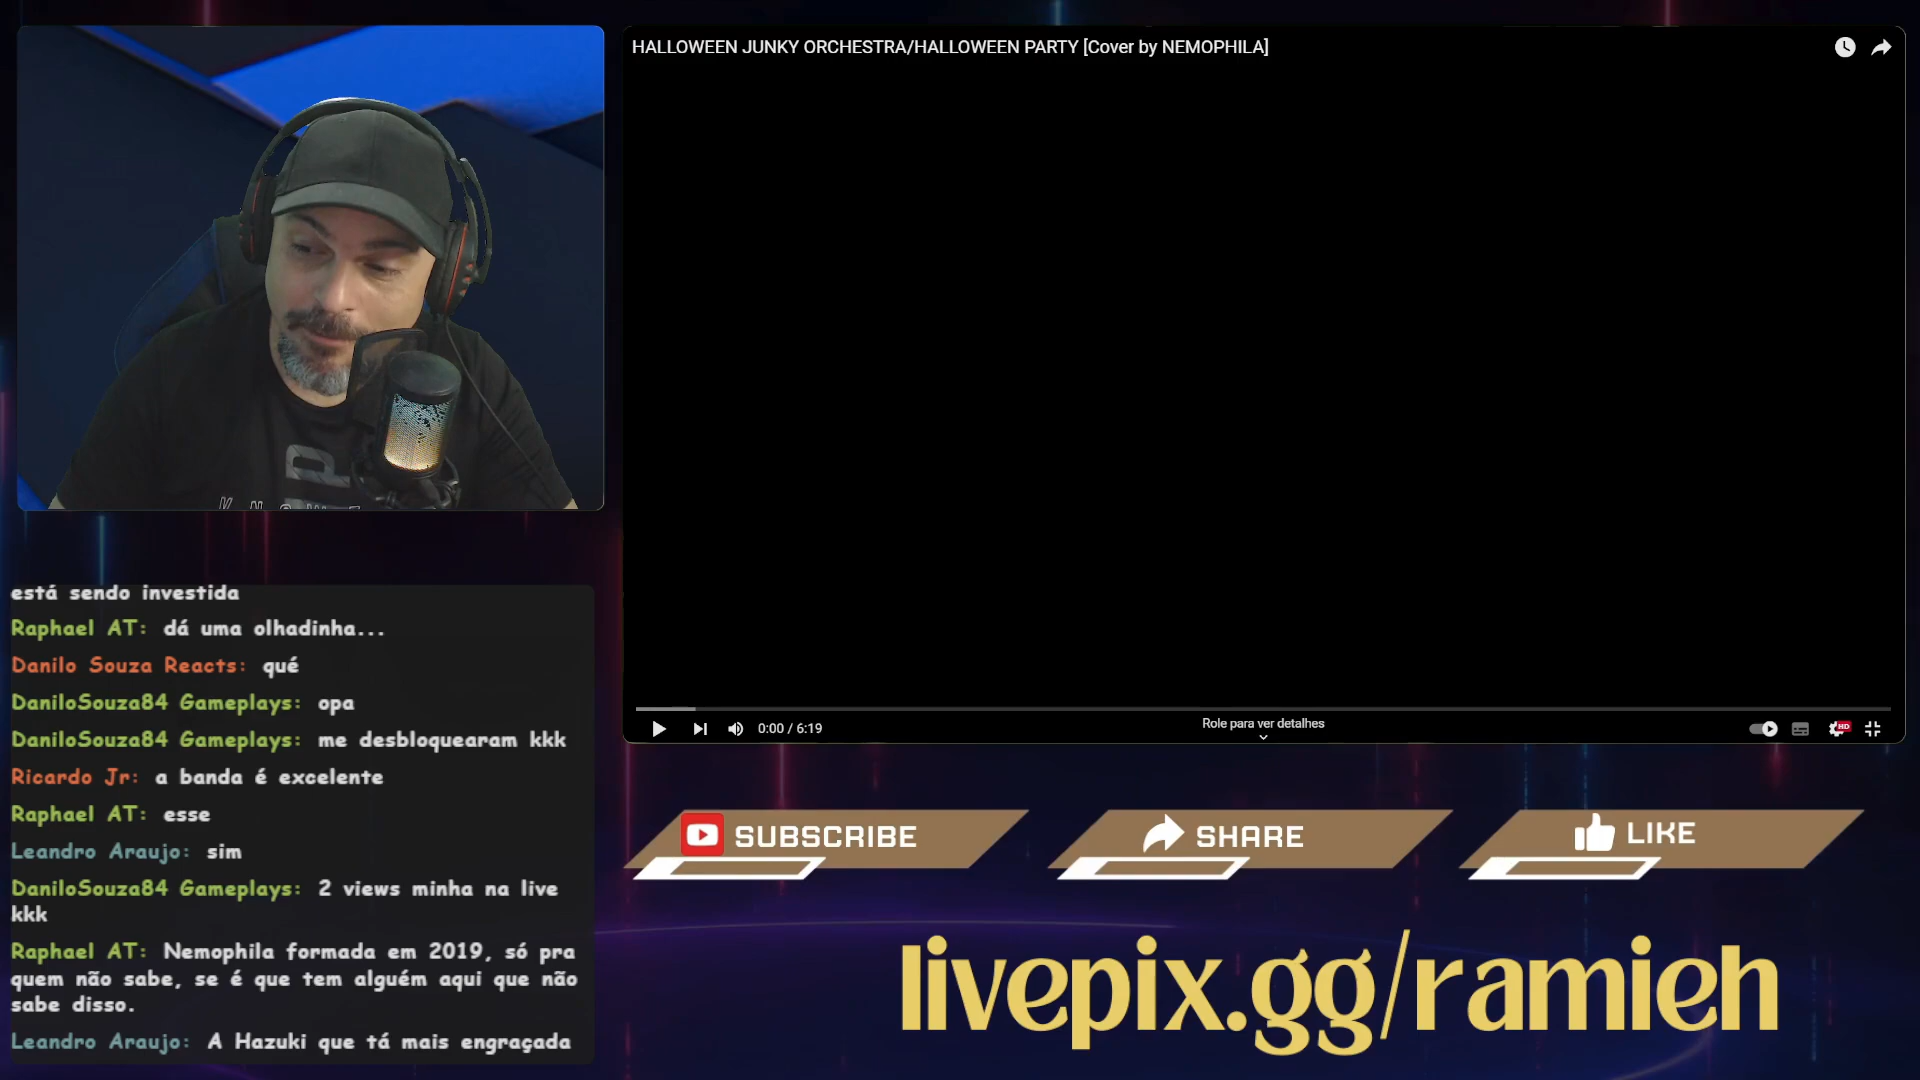 HALLOWEEN JUNKY ORCHESTRA/HALLOWEEN PARTY [Cover by NEMOPHILA]
está sendo investida
Raphael AT: dá uma olhadinha...
Danilo Souza Reacts: qué
DaniloSouza84 Gameplays: opa
DaniloSouza84 Gameplays: me desbloquearam kkk
Ricardo Jr: a banda é excelente
Raphael AT: esse
Leandro Araujo: sim
DaniloSouza84 Gameplays: 2 views minha na live
kkk
Raphael AT: Nemophila formada em 2019, só pra
quem não sabe, se é que tem alguém aqui que não
sabe disso.
Leandro Araujo: A Hazuki que tá mais engraçada
0:00 / 6:19
Role para ver detalhes
HD
SUBSCRIBE
SHARE
LIKE
livepix.gg/ramieh